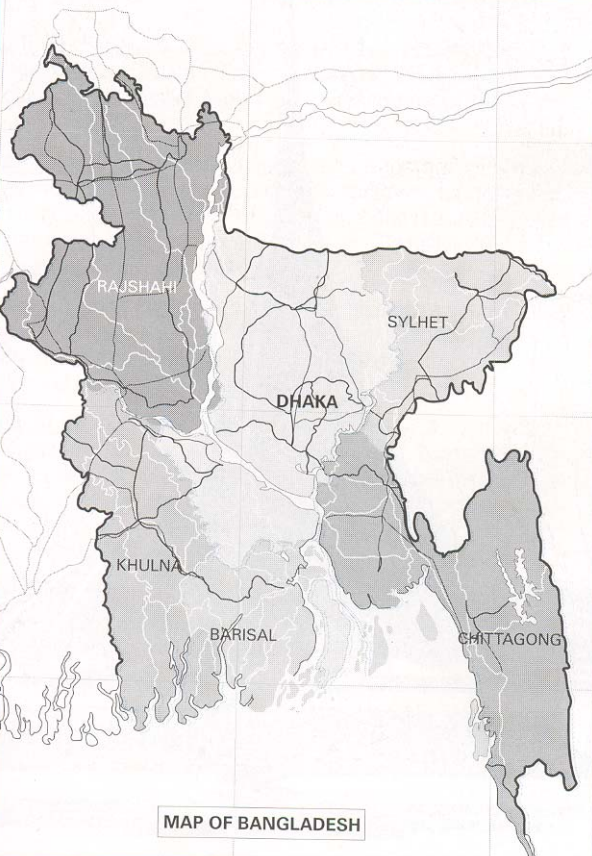 RAJSHAHI
SYLHET
DHAKA
KHULNA
BARISAL
CHITTAGONG
MAP OF BANGLADESH